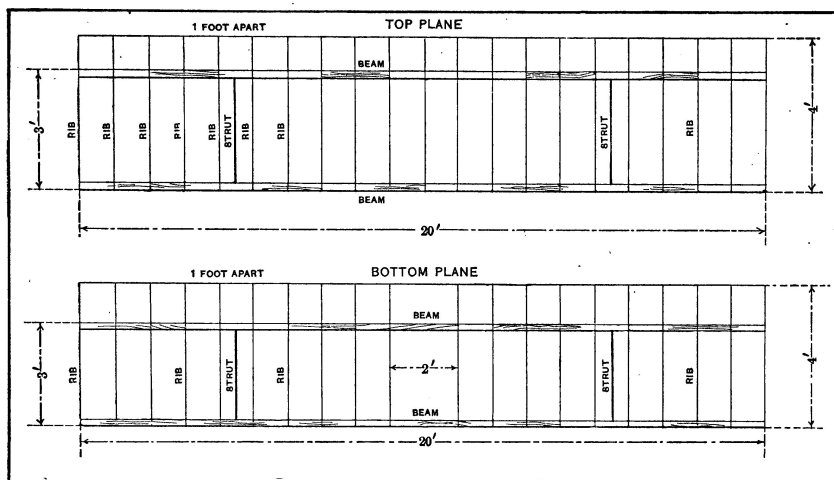 1 FOOT APART TOP PLANE
BEAM
3' RIB RIB RIB RIB RIB STRUT RIB RIB STRUT RIB 4'
BEAM
20'
1 FOOT APART BOTTOM PLANE
BEAM
3' RIB RIB STRUT RIB 2' STRUT RIB 4'
BEAM
20'